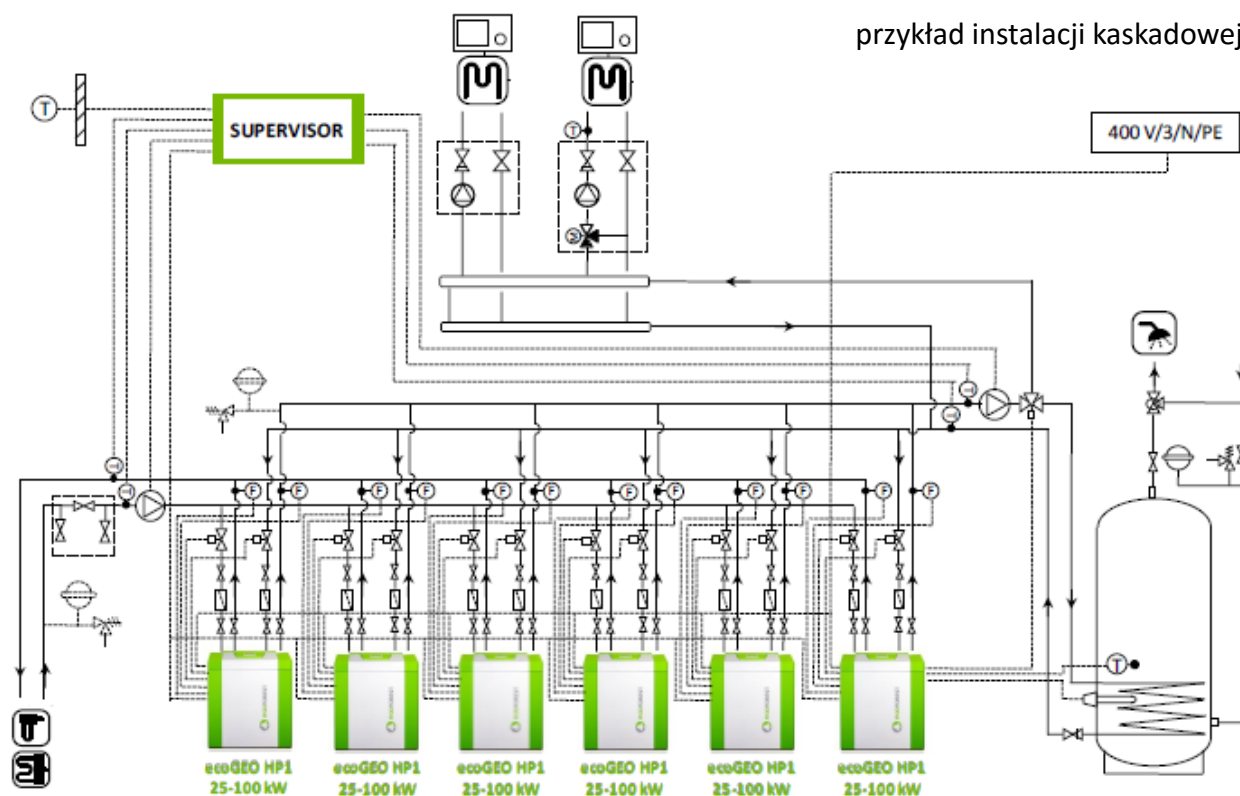 przykład instalacji kaskadowej
T
SUPERVISOR
400 V/3/N/PE
T
M
T
T
T
T
F
F
F
F
F
F
F
F
F
F
F
F
T
ecoGEO HP1
25-100 kW
ecoGEO HP1
25-100 kW
ecoGEO HP1
25-100 kW
ecoGEO HP1
25-100 kW
ecoGEO HP1
25-100 kW
ecoGEO HP1
25-100 kW